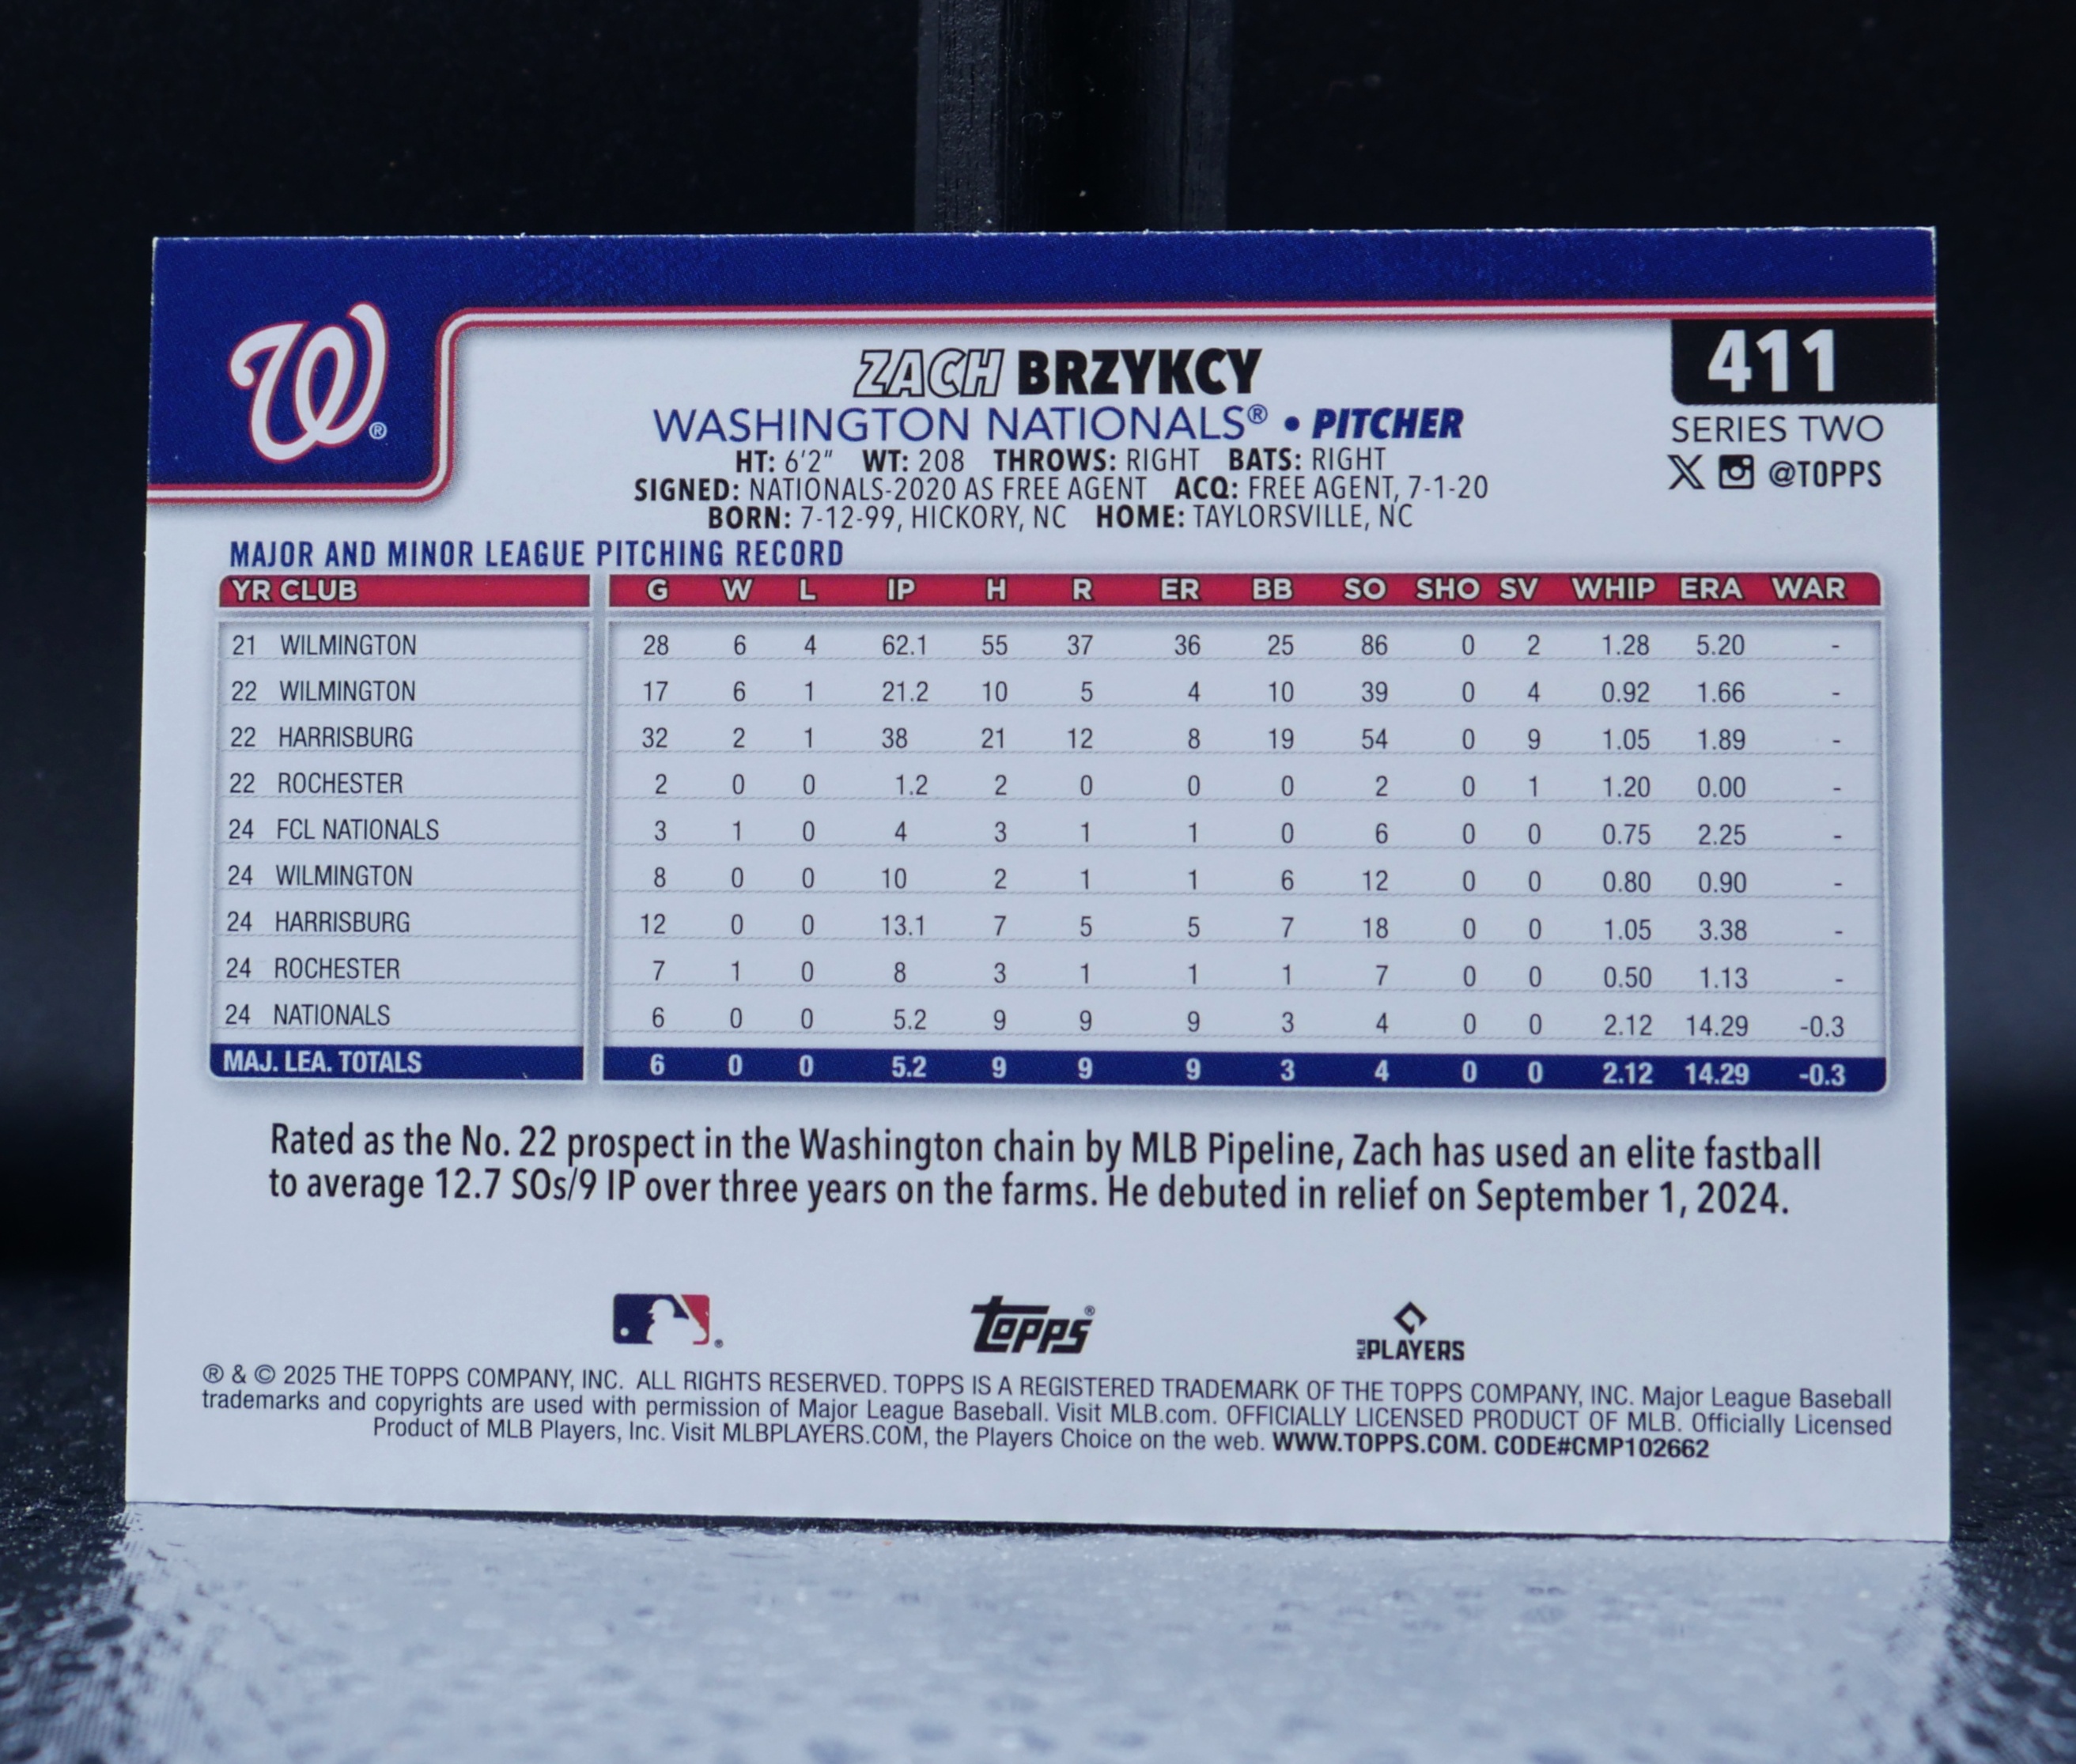 W®
ZACH BRZYKCY
WASHINGTON NATIONALS® • PITCHER
HT: 6'2" WT: 208 THROWS: RIGHT BATS: RIGHT
SIGNED: NATIONALS-2020 AS FREE AGENT ACQ: FREE AGENT, 7-1-20
BORN: 7-12-99, HICKORY, NC HOME: TAYLORSVILLE, NC
411
SERIES TWO
X @TOPPS
MAJOR AND MINOR LEAGUE PITCHING RECORD
YR CLUB G W L IP H R ER BB SO SHO SV WHIP ERA WAR
21 WILMINGTON 28 6 4 62.1 55 37 36 25 86 0 2 1.28 5.20 -
22 WILMINGTON 17 6 1 21.2 10 5 4 10 39 0 4 0.92 1.66 -
22 HARRISBURG 32 2 1 38 21 12 8 19 54 0 9 1.05 1.89 -
22 ROCHESTER 2 0 0 1.2 2 0 0 0 2 0 1 1.20 0.00 -
24 FCL NATIONALS 3 1 0 4 3 1 1 0 6 0 0 0.75 2.25 -
24 WILMINGTON 8 0 0 10 2 1 1 6 12 0 0 0.80 0.90 -
24 HARRISBURG 12 0 0 13.1 7 5 5 7 18 0 0 1.05 3.38 -
24 ROCHESTER 7 1 0 8 3 1 1 1 7 0 0 0.50 1.13 -
24 NATIONALS 6 0 0 5.2 9 9 9 3 4 0 0 2.12 14.29 -0.3
MAJ. LEA. TOTALS 6 0 0 5.2 9 9 9 3 4 0 0 2.12 14.29 -0.3
Rated as the No. 22 prospect in the Washington chain by MLB Pipeline, Zach has used an elite fastball
to average 12.7 SOs/9 IP over three years on the farms. He debuted in relief on September 1, 2024.
® topps® MLB PLAYERS
® & © 2025 THE TOPPS COMPANY, INC. ALL RIGHTS RESERVED. TOPPS IS A REGISTERED TRADEMARK OF THE TOPPS COMPANY, INC. Major League Baseball
trademarks and copyrights are used with permission of Major League Baseball. Visit MLB.com. OFFICIALLY LICENSED PRODUCT OF MLB. Officially Licensed
Product of MLB Players, Inc. Visit MLBPLAYERS.COM, the Players Choice on the web. WWW.TOPPS.COM. CODE#CMP102662